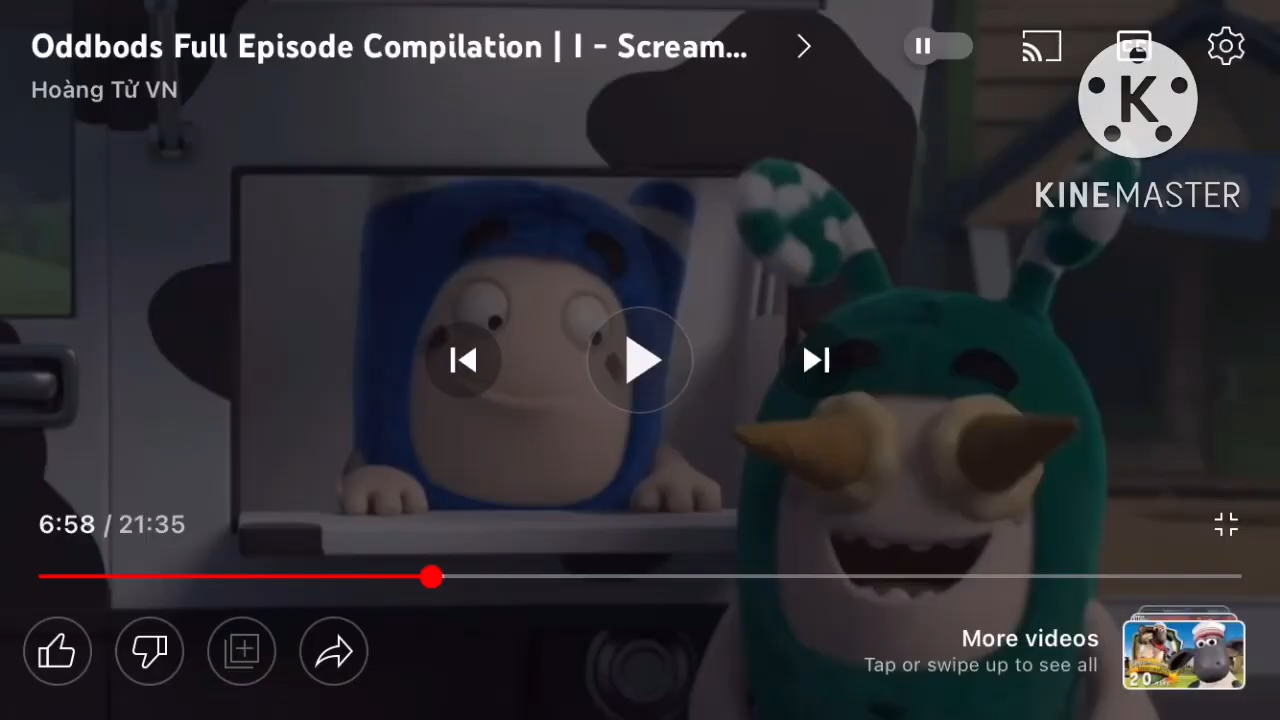 Oddbods Full Episode Compilation | I - Scream...
Hoàng Tử VN
CC
K
KINEMASTER
6:58 / 21:35
More videos
Tap or swipe up to see all
20